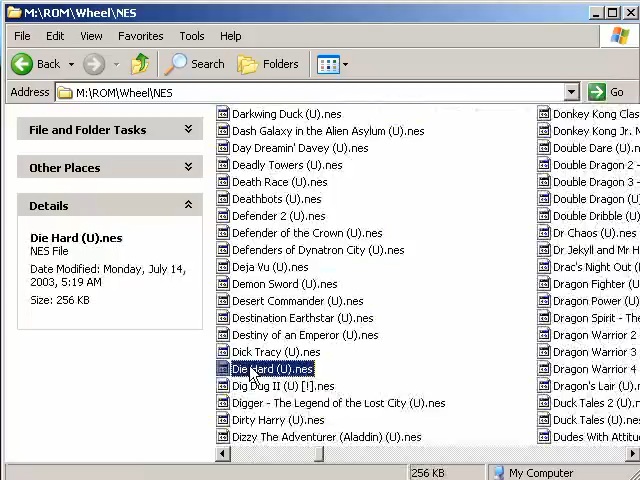 M:\ROM\Wheel\NES
File Edit View Favorites Tools Help
Back Search Folders
Address M:\ROM\Wheel\NES Go
File and Folder Tasks
Other Places
Details
Die Hard (U).nes
NES File
Date Modified: Monday, July 14,
2003, 5:19 AM
Size: 256 KB
Darkwing Duck (U).nes
Dash Galaxy in the Alien Asylum (U).nes
Day Dreamin' Davey (U).nes
Deadly Towers (U).nes
Death Race (U).nes
Deathbots (U).nes
Defender 2 (U).nes
Defender of the Crown (U).nes
Defenders of Dynatron City (U).nes
Deja Vu (U).nes
Demon Sword (U).nes
Desert Commander (U).nes
Destination Earthstar (U).nes
Destiny of an Emperor (U).nes
Dick Tracy (U).nes
Die Hard (U).nes
Dig Dug II (U) [!].nes
Digger - The Legend of the Lost City (U).nes
Dirty Harry (U).nes
Dizzy The Adventurer (Aladdin) (U).nes
Donkey Kong Clas
Donkey Kong Jr. M
Double Dare (U).n
Double Dragon 2 -
Double Dragon 3 -
Double Dragon (U
Double Dribble (U)
Dr Chaos (U).nes
Dr Jekyll and Mr H
Drac's Night Out (
Dragon Fighter (U
Dragon Power (U)
Dragon Spirit - The
Dragon Warrior 2
Dragon Warrior 3
Dragon Warrior 4
Dragon's Lair (U).n
Duck Tales 2 (U).n
Duck Tales (U).nes
Dudes With Attitud
256 KB My Computer